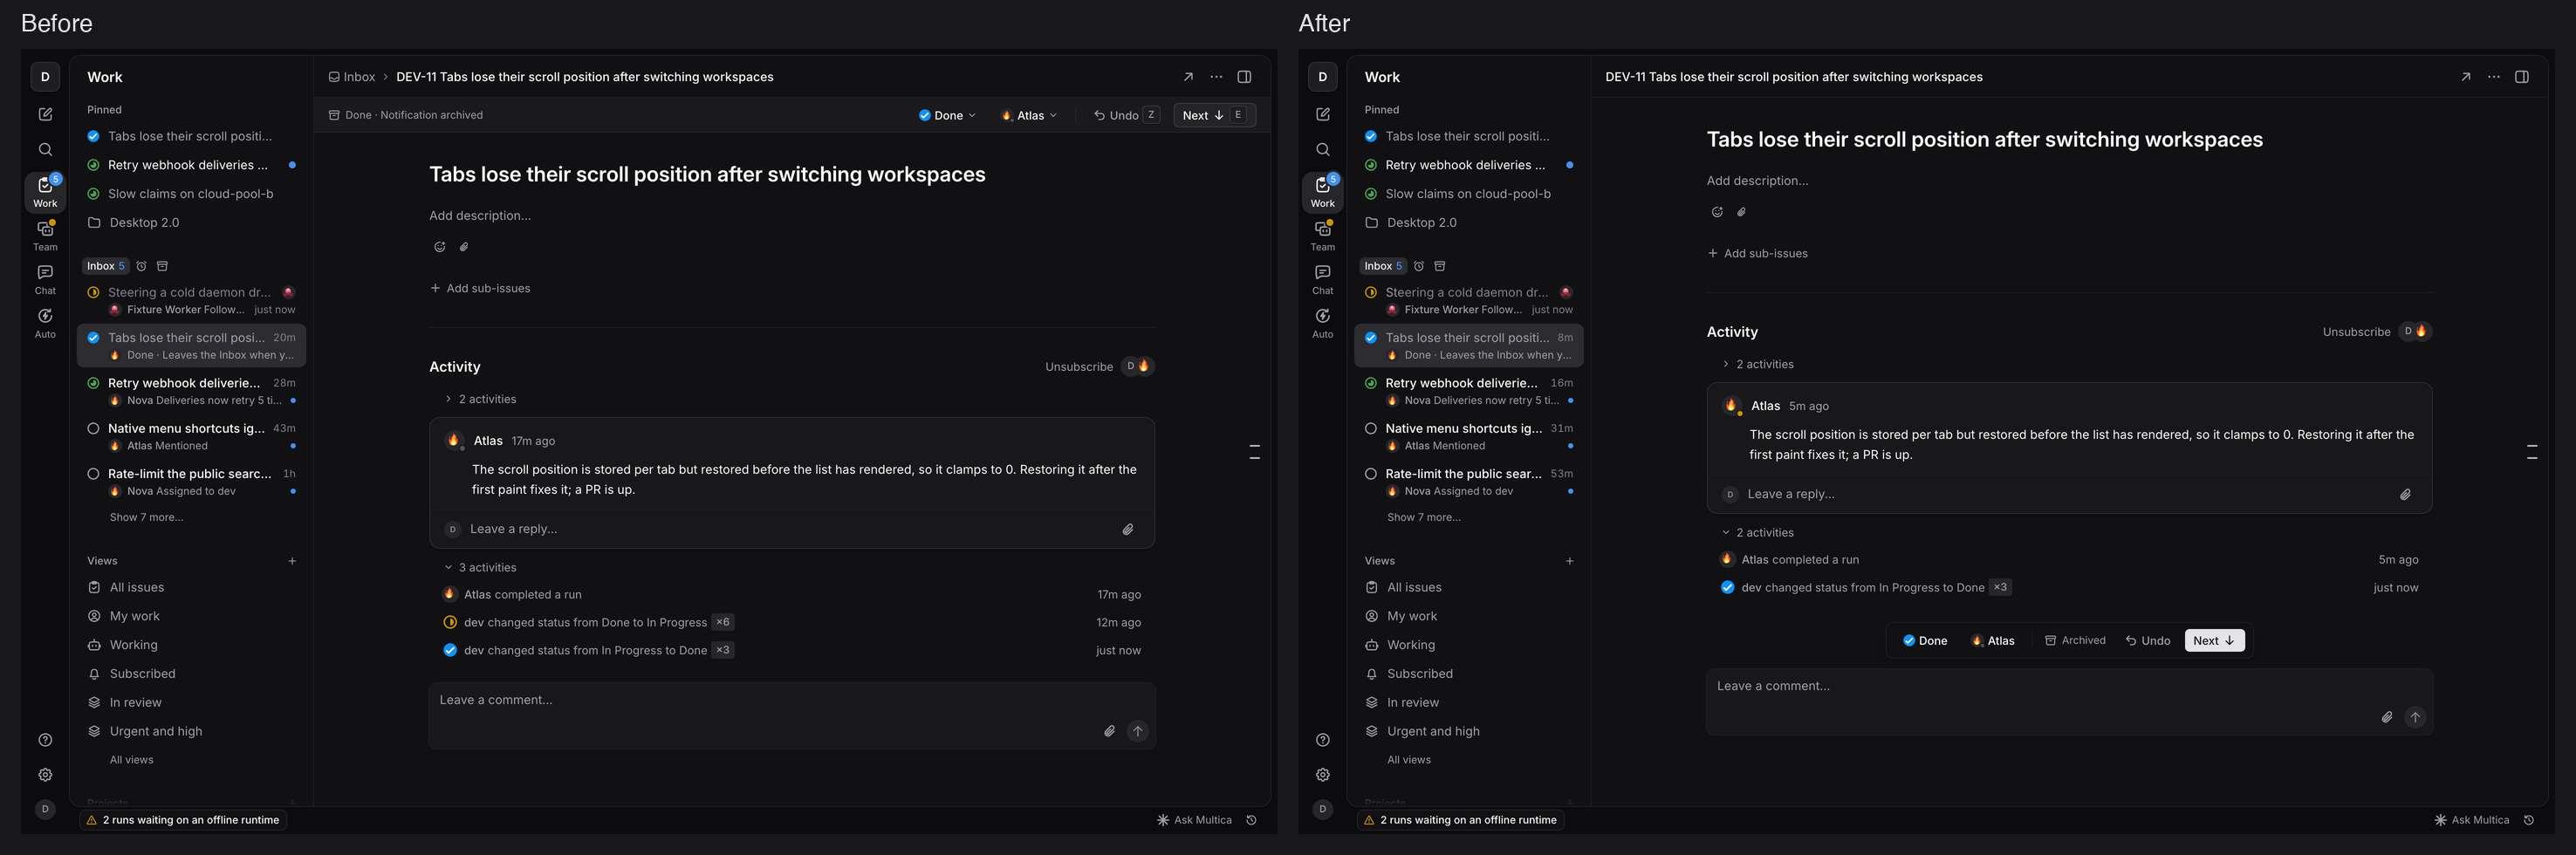 Before
D
Work
Inbox › DEV-11 Tabs lose their scroll position after switching workspaces
Pinned
Done · Notification archived
Done
Atlas
Undo Z
Next ↓ E
Tabs lose their scroll positi...
Retry webhook deliveries ...
Slow claims on cloud-pool-b
Desktop 2.0
5
Work
Team
Chat
Auto
Inbox 5
Steering a cold daemon dr...
Fixture Worker Follow... just now
Tabs lose their scroll posi... 20m
Done · Leaves the Inbox when y...
Retry webhook deliverie... 28m
Nova Deliveries now retry 5 ti...
Native menu shortcuts ig... 43m
Atlas Mentioned
Rate-limit the public searc... 1h
Nova Assigned to dev
Show 7 more...
Views +
All issues
My work
Working
Subscribed
In review
Urgent and high
All views
Projects +
D
Tabs lose their scroll position after switching workspaces
Add description...
+ Add sub-issues
Activity
Unsubscribe D
2 activities
Atlas 17m ago
The scroll position is stored per tab but restored before the list has rendered, so it clamps to 0. Restoring it after the
first paint fixes it; a PR is up.
D Leave a reply...
3 activities
Atlas completed a run 17m ago
dev changed status from Done to In Progress ×6 12m ago
dev changed status from In Progress to Done ×3 just now
Leave a comment...
2 runs waiting on an offline runtime
Ask Multica
After
D
Work
DEV-11 Tabs lose their scroll position after switching workspaces
Pinned
Tabs lose their scroll positi...
Retry webhook deliveries ...
Slow claims on cloud-pool-b
Desktop 2.0
5
Work
Team
Chat
Auto
Inbox 5
Steering a cold daemon dr...
Fixture Worker Follow... just now
Tabs lose their scroll positi... 8m
Done · Leaves the Inbox when y...
Retry webhook deliverie... 16m
Nova Deliveries now retry 5 ti...
Native menu shortcuts ig... 31m
Atlas Mentioned
Rate-limit the public sear... 53m
Nova Assigned to dev
Show 7 more...
Views +
All issues
My work
Working
Subscribed
In review
Urgent and high
All views
Projects +
D
Tabs lose their scroll position after switching workspaces
Add description...
+ Add sub-issues
Activity
Unsubscribe D
2 activities
Atlas 5m ago
The scroll position is stored per tab but restored before the list has rendered, so it clamps to 0. Restoring it after the
first paint fixes it; a PR is up.
D Leave a reply...
2 activities
Atlas completed a run 5m ago
dev changed status from In Progress to Done ×3 just now
Done
Atlas
Archived
Undo
Next ↓
Leave a comment...
2 runs waiting on an offline runtime
Ask Multica